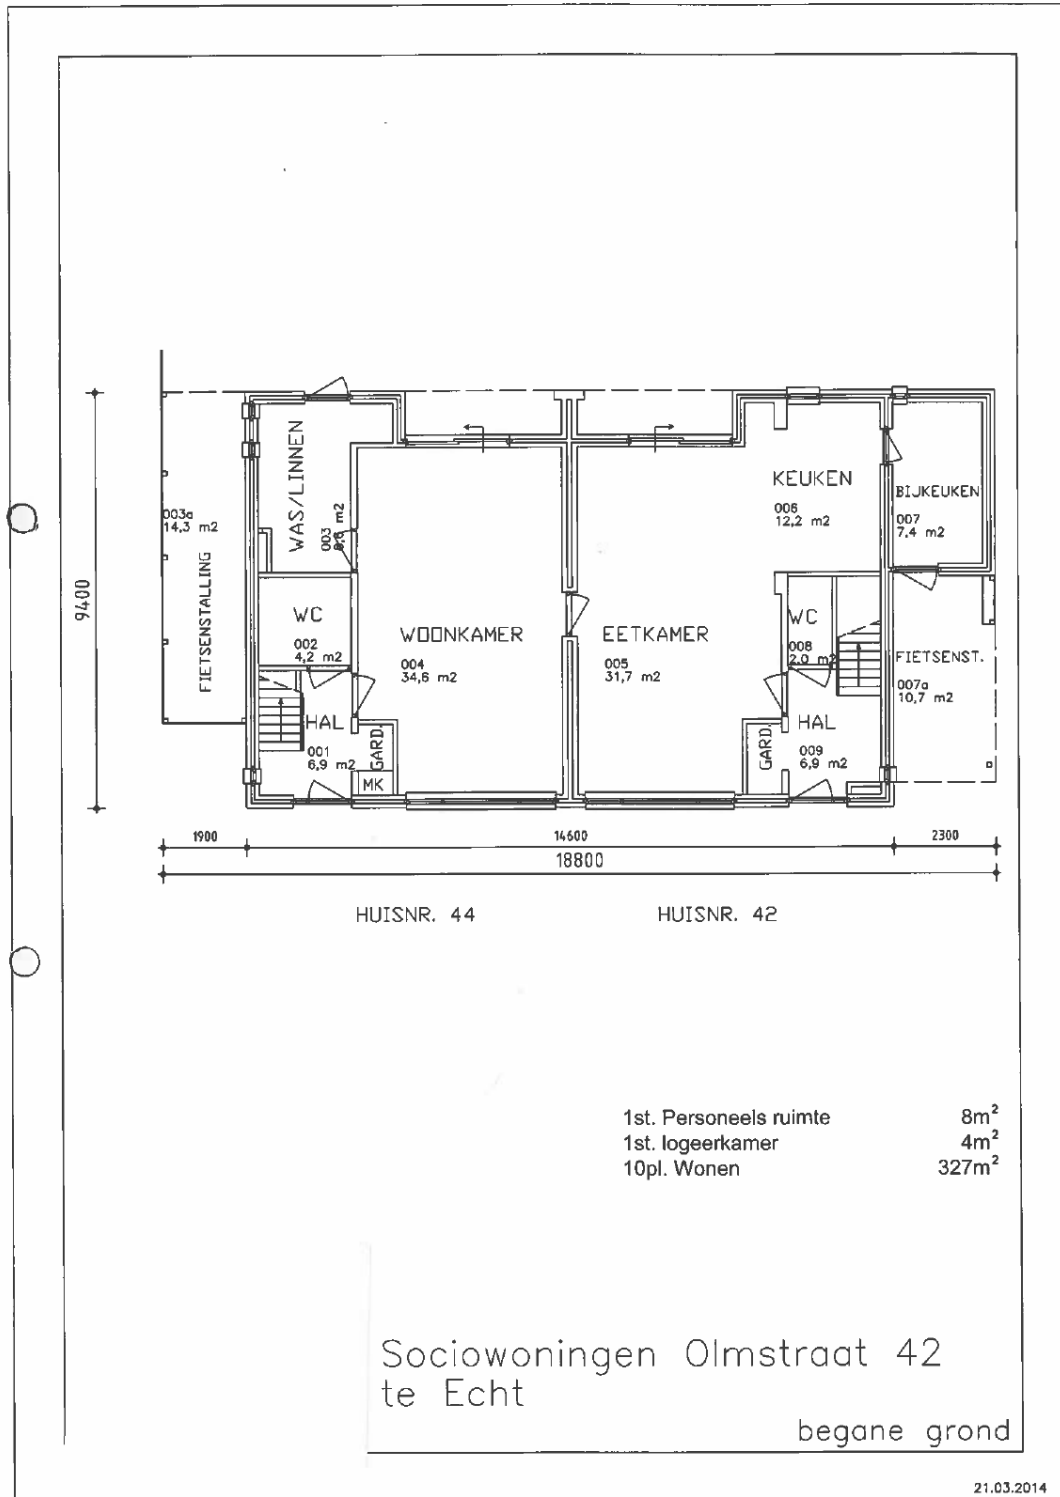 WAS/LINNEN
003
m2
KEUKEN
006
12,2 m2
BIJKEUKEN
007
7,4 m2
003a
14,3 m2
FIETSENSTALLING
9400
WC
002
4,2 m2
WOONKAMER
004
34,6 m2
EETKAMER
005
31,7 m2
WC
008
2,0 m2
FIETSENST.
007a
10,7 m2
HAL
001
6,9 m2
GARD.
MK
GARD.
HAL
009
6,9 m2
1900
14600
2300
18800
HUISNR. 44
HUISNR. 42
1st. Personeels ruimte 8m²
1st. logeerkamer 4m²
10pl. Wonen 327m²
Sociowoningen Olmstraat 42
te Echt
begane grond
21.03.2014